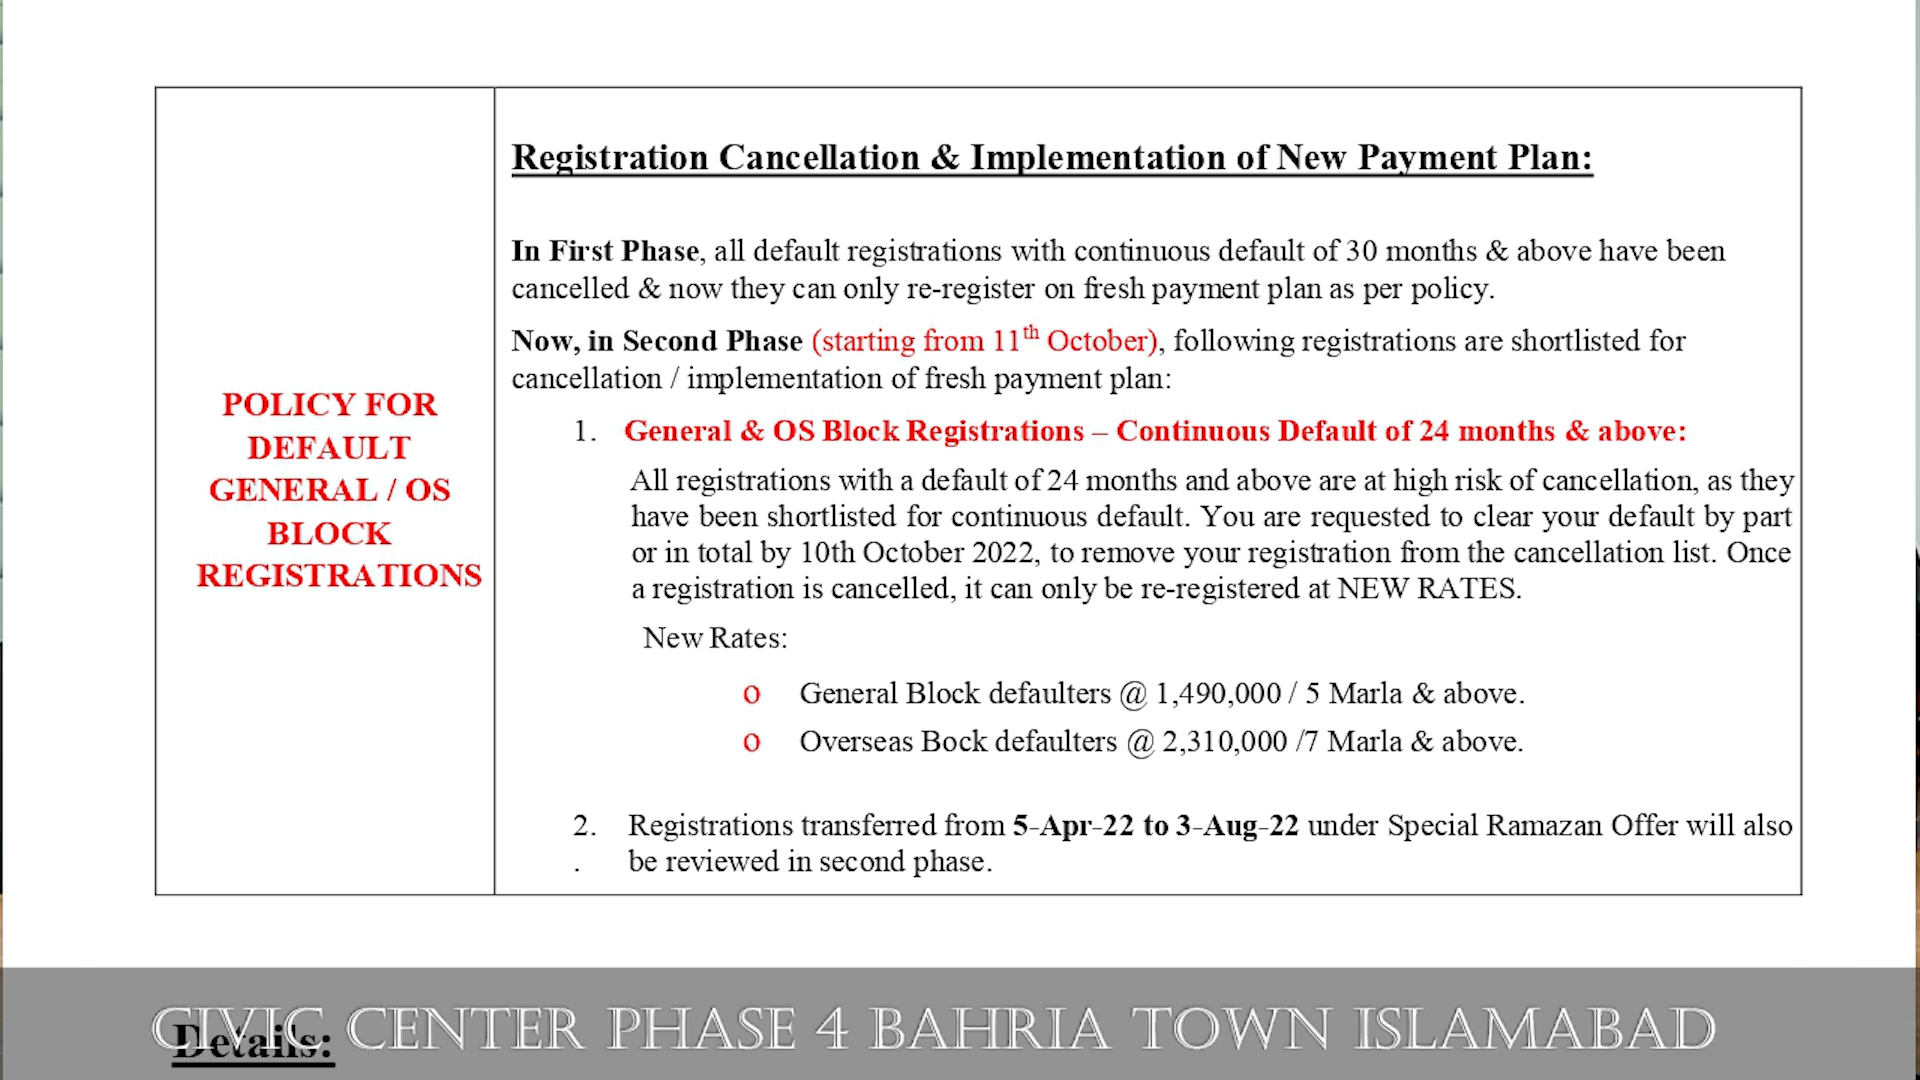 Registration Cancellation & Implementation of New Payment Plan:
In First Phase, all default registrations with continuous default of 30 months & above have been
cancelled & now they can only re-register on fresh payment plan as per policy.
Now, in Second Phase (starting from 11th October), following registrations are shortlisted for
cancellation / implementation of fresh payment plan:
POLICY FOR
DEFAULT
GENERAL / OS
BLOCK
REGISTRATIONS
1. General & OS Block Registrations – Continuous Default of 24 months & above:
All registrations with a default of 24 months and above are at high risk of cancellation, as they
have been shortlisted for continuous default. You are requested to clear your default by part
or in total by 10th October 2022, to remove your registration from the cancellation list. Once
a registration is cancelled, it can only be re-registered at NEW RATES.
New Rates:
o General Block defaulters @ 1,490,000 / 5 Marla & above.
o Overseas Bock defaulters @ 2,310,000 /7 Marla & above.
2. Registrations transferred from 5-Apr-22 to 3-Aug-22 under Special Ramazan Offer will also
. be reviewed in second phase.
CIVIC CENTER PHASE 4 BAHRIA TOWN ISLAMABAD
Details: